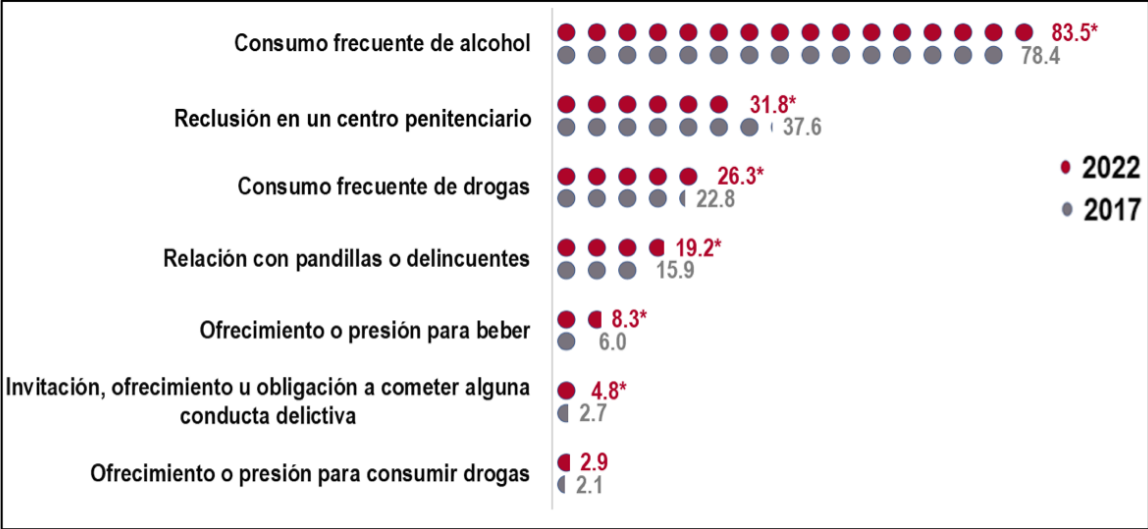 Consumo frecuente de alcohol
83.5*
78.4
Reclusión en un centro penitenciario
31.8*
37.6
Consumo frecuente de drogas
26.3*
22.8
Relación con pandillas o delincuentes
19.2*
15.9
Ofrecimiento o presión para beber
8.3*
6.0
Invitación, ofrecimiento u obligación a cometer alguna
conducta delictiva
4.8*
2.7
Ofrecimiento o presión para consumir drogas
2.9
2.1
2022
2017